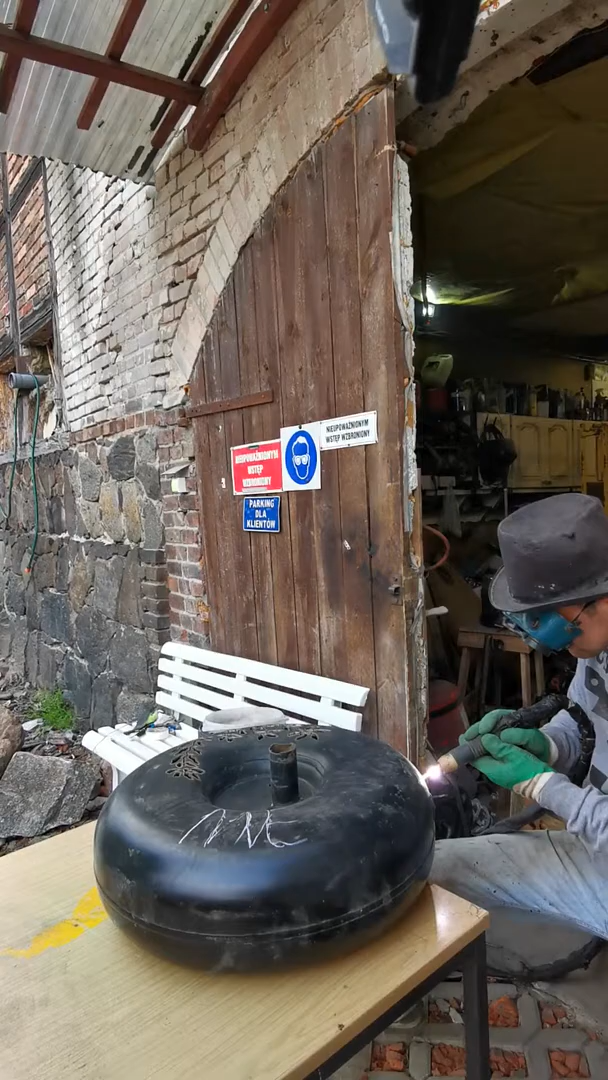 NIEUPOWAŻNIONYM
WSTĘP
WZBRONIONY
NIEUPOWAŻNIONYM
WSTĘP WZBRONIONY
PARKING
DLA
KLIENTÓW